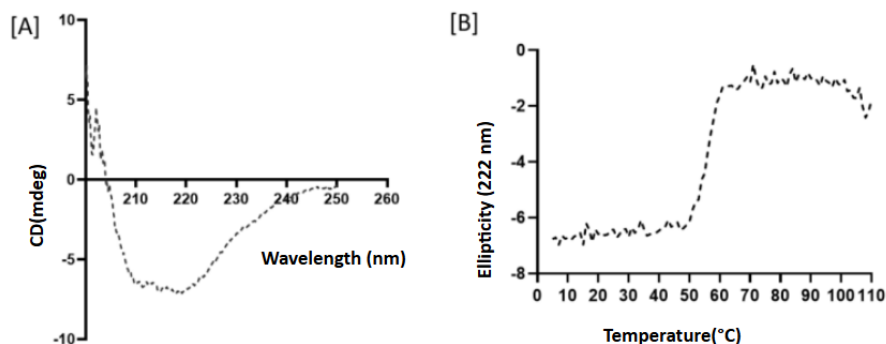 [A]
10
5
0
-5
-10
210 220 230 240 250 260
CD(mdeg)
Wavelength (nm)
[B]
0
-2
-4
-6
-8
0 10 20 30 40 50 60 70 80 90 100 110
Ellipticity (222 nm)
Temperature(°C)